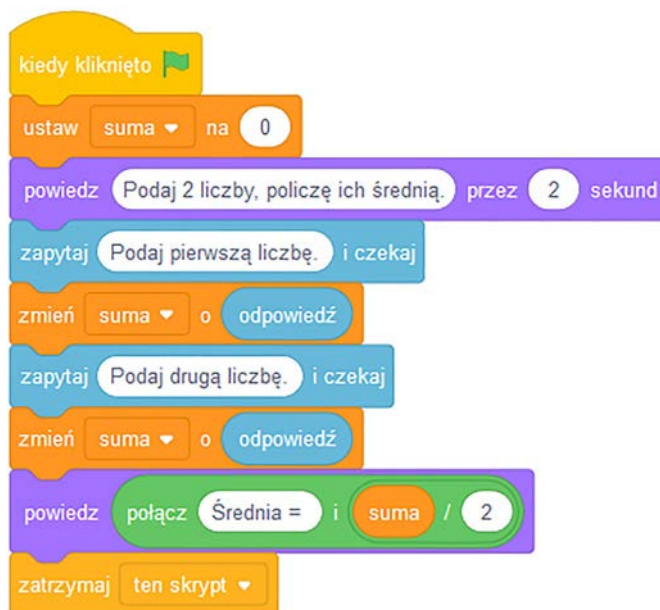 kiedy kliknięto
ustaw suma na 0
powiedz Podaj 2 liczby, policzę ich średnią. przez 2 sekund
zapytaj Podaj pierwszą liczbę. i czekaj
zmień suma o odpowiedź
zapytaj Podaj drugą liczbę. i czekaj
zmień suma o odpowiedź
powiedz połącz Średnia = i suma / 2
zatrzymaj ten skrypt